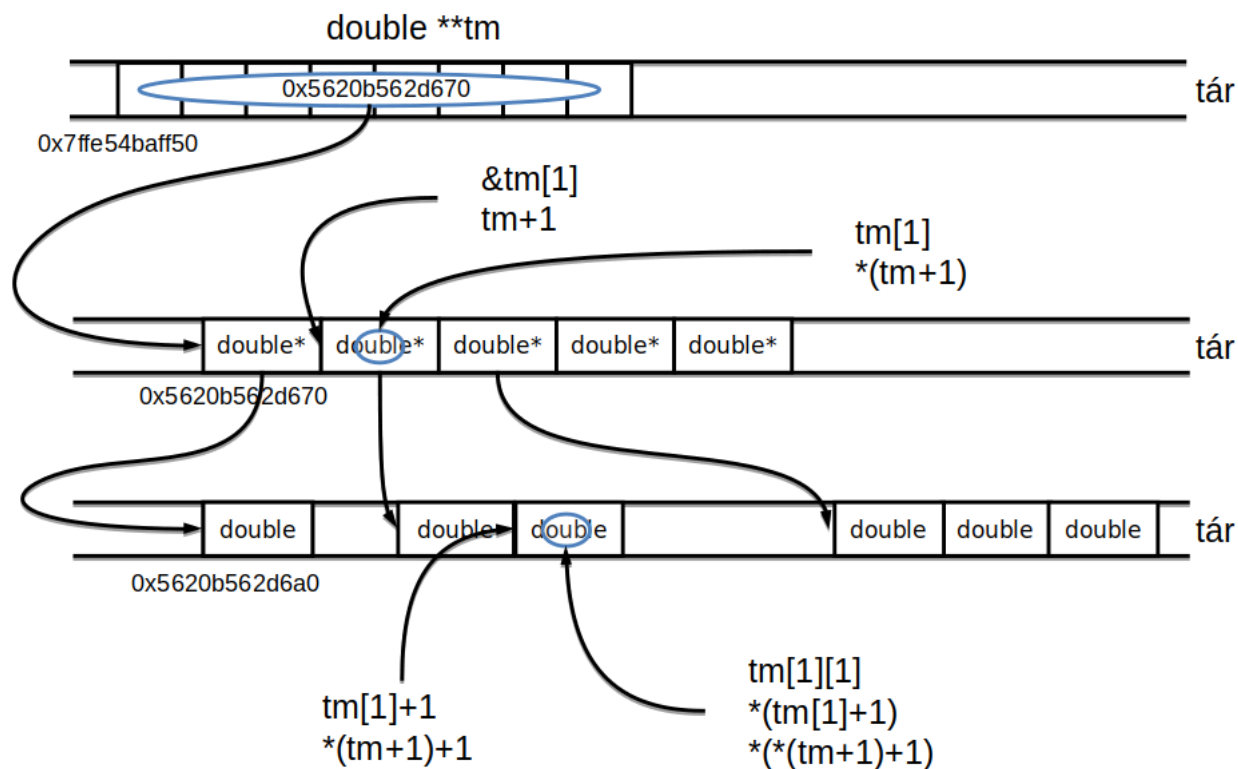 double **tm
0x5620b562d670
tár
0x7ffe54baff50
&tm[1]
tm+1
tm[1]
*(tm+1)
double* double* double* double* double*
tár
0x5620b562d670
double double double double double double
tár
0x5620b562d6a0
tm[1]+1
*(tm+1)+1
tm[1][1]
*(tm[1]+1)
*(*(tm+1)+1)